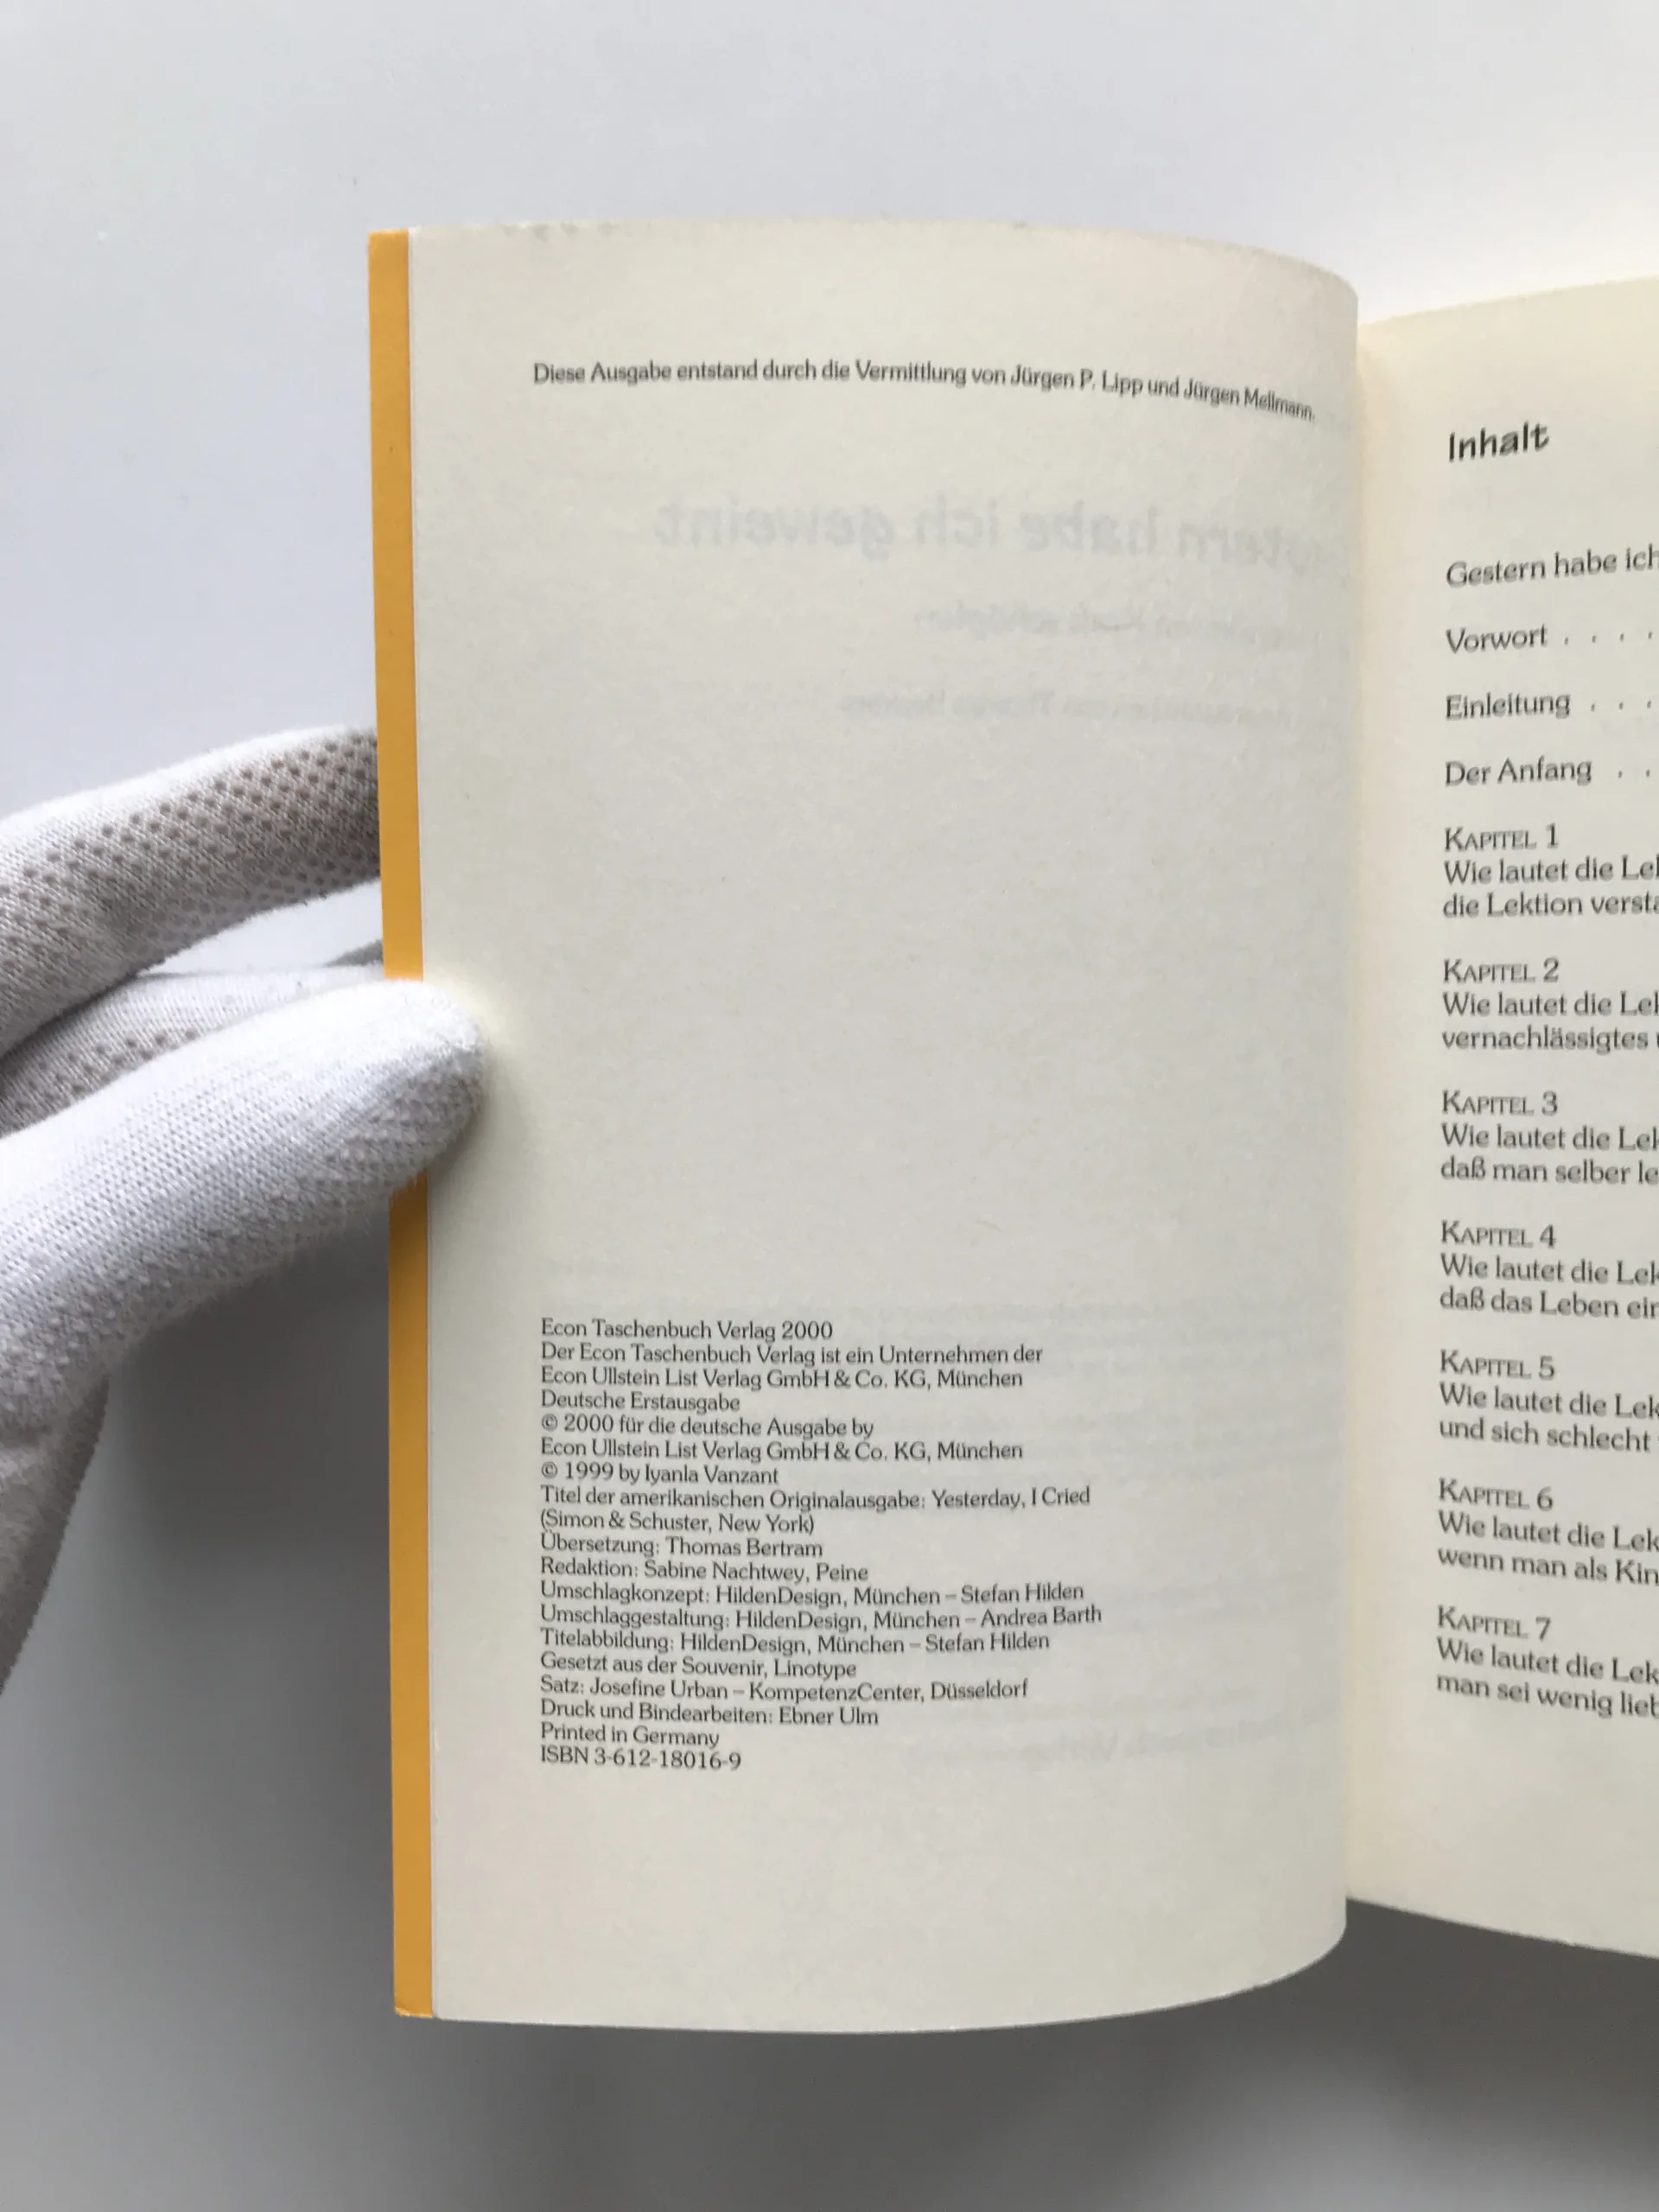 Diese Ausgabe entstand durch die Vermittlung von Jürgen P. Lipp und Jürgen Mellmann.
Econ Taschenbuch Verlag 2000
Der Econ Taschenbuch Verlag ist ein Unternehmen der
Econ Ullstein List Verlag GmbH & Co. KG, München
Deutsche Erstausgabe
© 2000 für die deutsche Ausgabe by
Econ Ullstein List Verlag GmbH & Co. KG, München
© 1999 by Iyanla Vanzant
Titel der amerikanischen Originalausgabe: Yesterday, I Cried
(Simon & Schuster, New York)
Übersetzung: Thomas Bertram
Redaktion: Sabine Nachtwey, Peine
Umschlagkonzept: HildenDesign, München – Stefan Hilden
Umschlaggestaltung: HildenDesign, München – Andrea Barth
Titelabbildung: HildenDesign, München – Stefan Hilden
Gesetzt aus der Souvenir, Linotype
Satz: Josefine Urban – KompetenzCenter, Düsseldorf
Druck und Bindearbeiten: Ebner Ulm
Printed in Germany
ISBN 3-612-18016-9
Inhalt
Gestern habe ich
Vorwort . . . .
Einleitung . . .
Der Anfang . .
KAPITEL 1
Wie lautet die
die Lektion
KAPITEL 2
Wie lautet die
vernachlässigtes
KAPITEL 3
Wie lautet die
daß man selber
KAPITEL 4
Wie lautet die
daß das Leben
KAPITEL 5
Wie lautet die
und sich schlecht
KAPITEL 6
Wie lautet die
wenn man als
KAPITEL 7
Wie lautet die
man sei wenig